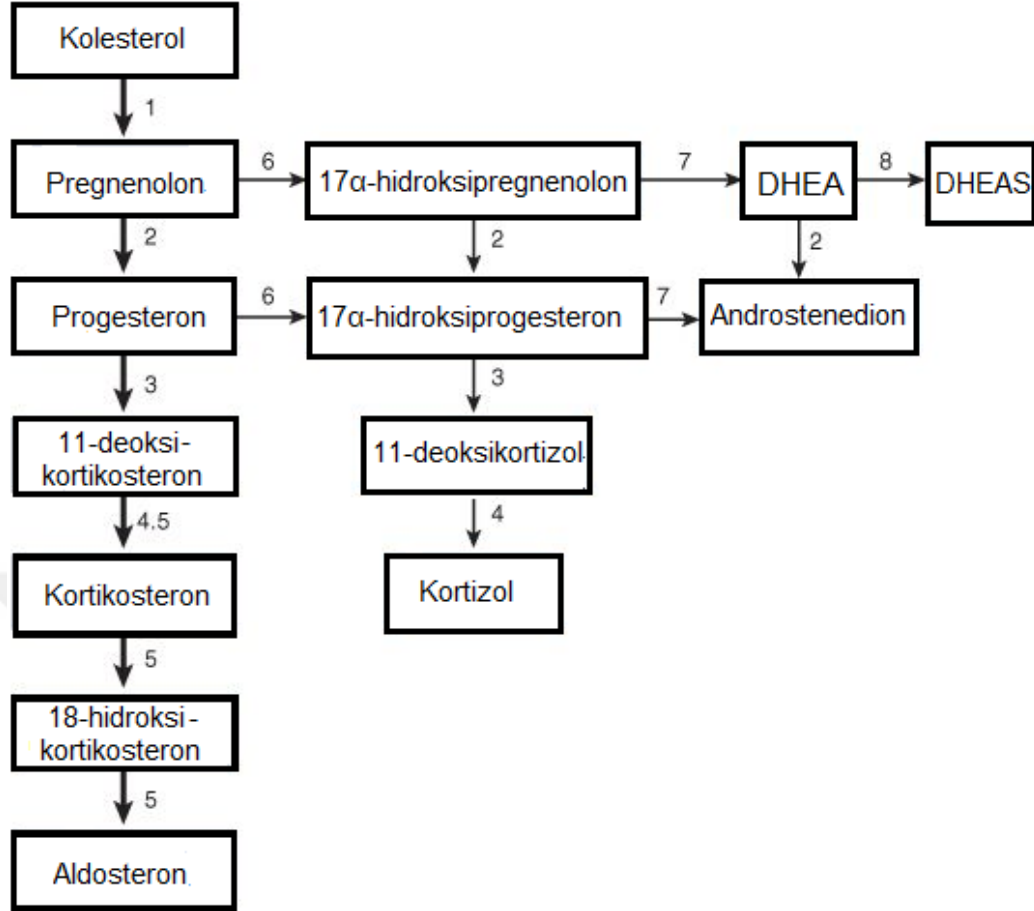 Kolesterol
1
Pregnenolon
6
17α-hidroksipregnenolon
7
DHEA
8
DHEAS
2
2
2
Progesteron
6
17α-hidroksiprogesteron
7
Androstenedion
3
3
11-deoksi-
kortikosteron
11-deoksikortizol
4.5
4
Kortikosteron
Kortizol
5
18-hidroksi-
kortikosteron
5
Aldosteron